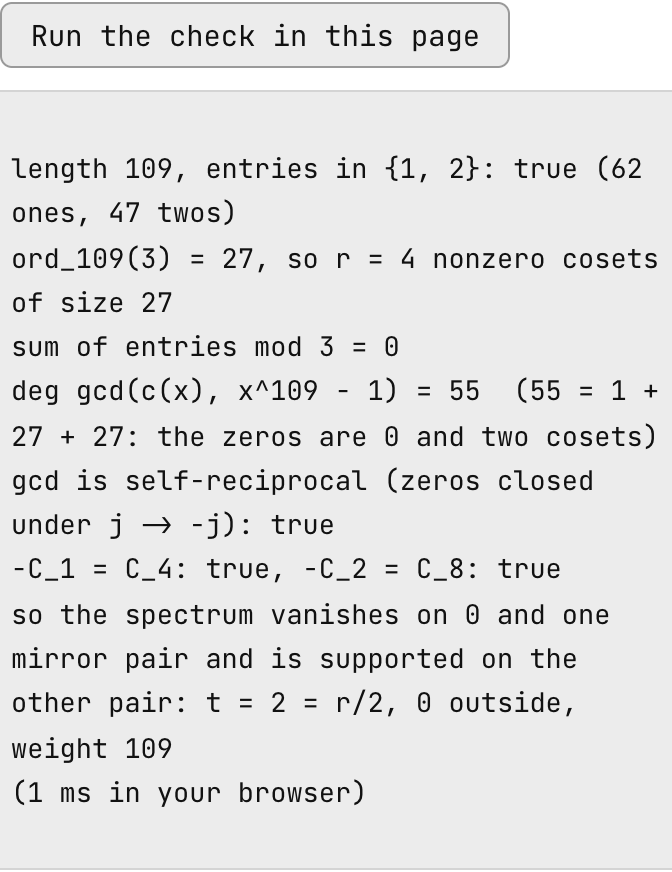 Run the check in this page
length 109, entries in {1, 2}: true (62
ones, 47 twos)
ord_109(3) = 27, so r = 4 nonzero cosets
of size 27
sum of entries mod 3 = 0
deg gcd(c(x), x^109 - 1) = 55  (55 = 1 +
27 + 27: the zeros are 0 and two cosets)
gcd is self-reciprocal (zeros closed
under j → -j): true
-C_1 = C_4: true, -C_2 = C_8: true
so the spectrum vanishes on 0 and one
mirror pair and is supported on the
other pair: t = 2 = r/2, 0 outside,
weight 109
(1 ms in your browser)